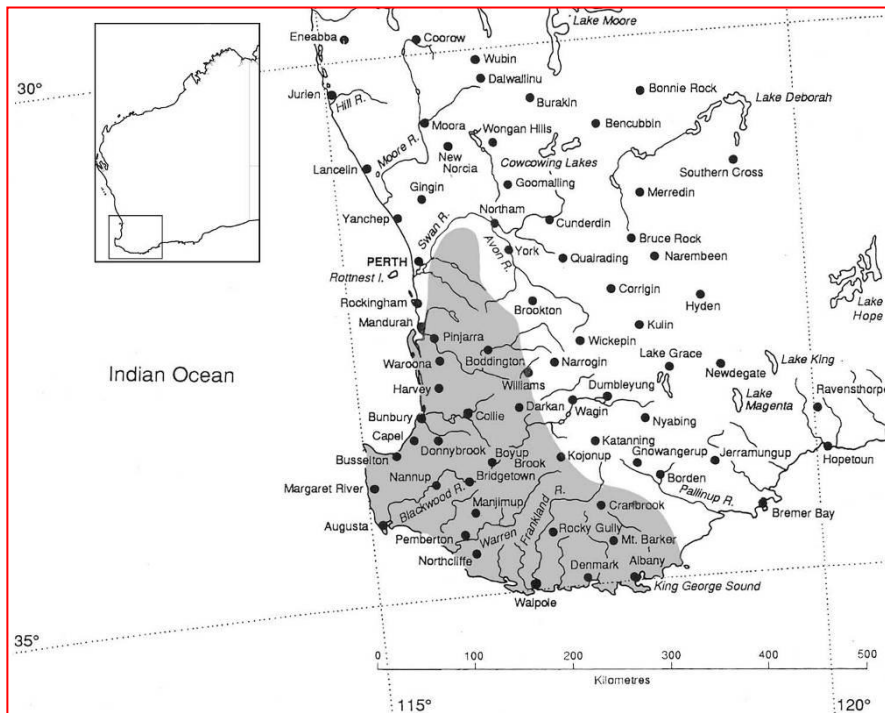 Lake Moore
Eneabba
Coorow
Wubin
Dalwallinu
30°
Jurien
Hill R.
Burakin
Bonnie Rock
Lake Deborah
Moora
Moore R.
Wongan Hills
Bencubbin
New
Norcia
Cowcowing Lakes
Southern Cross
Lancelin
Gingin
Goomalling
Merredin
Yanchep
Swan R.
Northam
Cunderdin
Avon R.
York
Bruce Rock
PERTH
Quairading
Narembeen
Rottnest I.
Rockingham
Brookton
Corrigin
Hyden
Lake
Hope
Mandurah
Pinjarra
Wickepin
Kulin
Indian Ocean
Waroona
Boddington
Narrogin
Lake Grace
Newdegate
Lake King
Harvey
Williams
Dumbleyung
Lake
Magenta
Ravensthorpe
Bunbury
Collie
Darkan
Wagin
Nyabing
Capel
Donnybrook
Boyup
Brook
Kojonup
Katanning
Gnowangerup
Jerramungup
Hopetoun
Busselton
Nannup
Bridgetown
Borden
Margaret River
Blackwood R.
Manjimup
Frankland R.
Cranbrook
Pallinup R.
Bremer Bay
Augusta
Pemberton
Warren
Rocky Gully
Mt. Barker
Northcliffe
Denmark
Albany
Walpole
King George Sound
35°
0 100 200 300 400 500
Kilometres
115°
120°